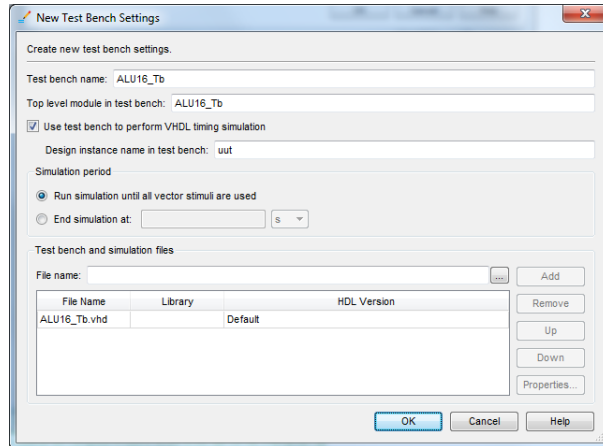 New Test Bench Settings
Create new test bench settings.
Test bench name: ALU16_Tb
Top level module in test bench: ALU16_Tb
Use test bench to perform VHDL timing simulation
Design instance name in test bench: uut
Simulation period
Run simulation until all vector stimuli are used
End simulation at: s
Test bench and simulation files
File name: ... Add
File Name Library HDL Version Remove
ALU16_Tb.vhd Default
Up
Down
Properties...
OK Cancel Help